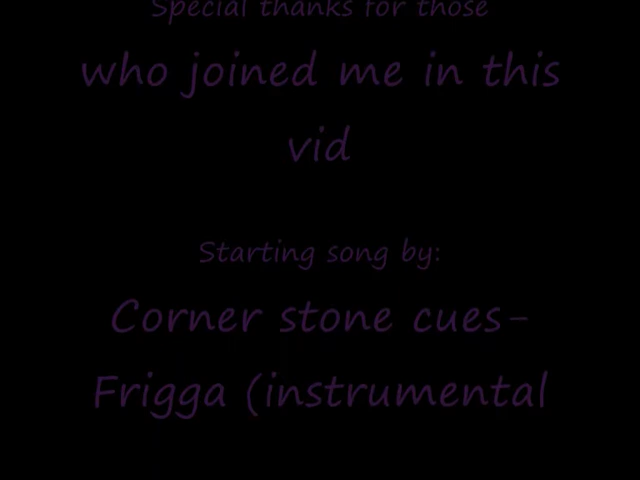 Special thanks for those
who joined me in this
vid
Starting song by:
Corner stone cues-
Frigga (instrumental